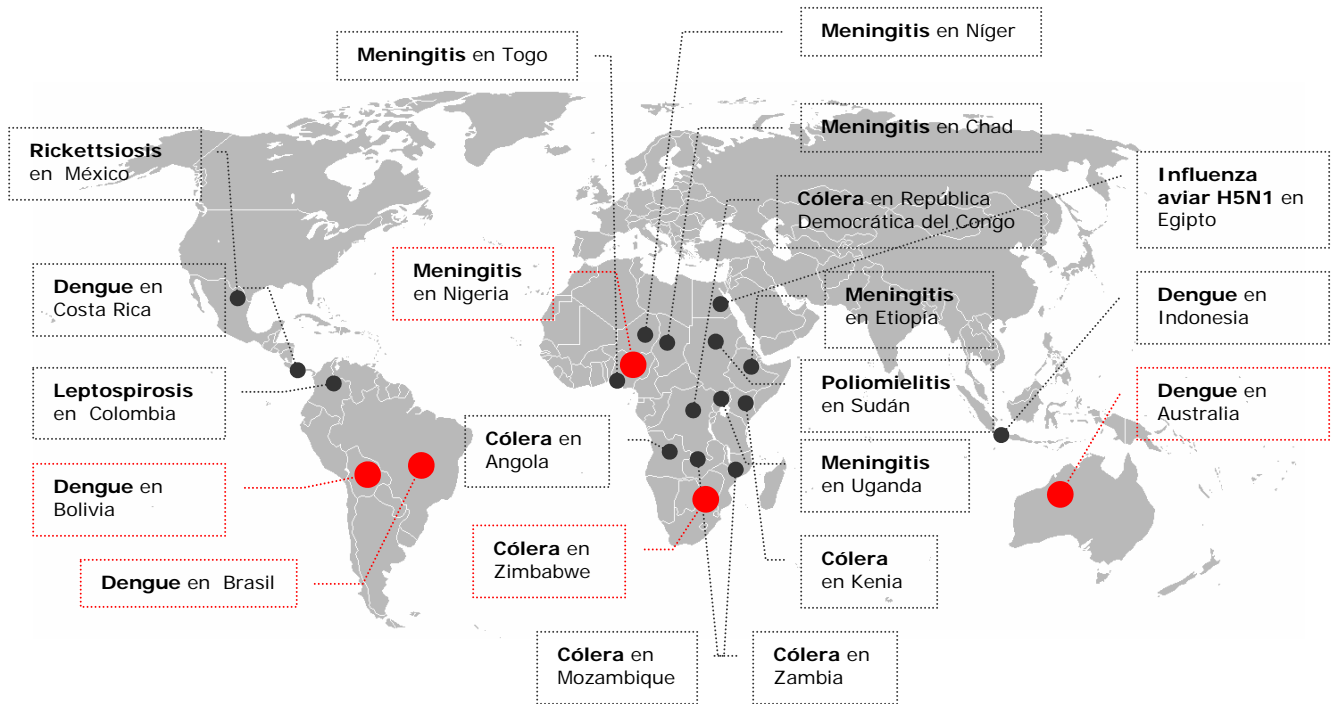 Meningitis en Níger
Meningitis en Togo
Meningitis en Chad
Rickettsiosis
en México
Influenza
aviar H5N1 en
Egipto
Cólera en República
Democrática del Congo
Meningitis
en Nigeria
Dengue en
Costa Rica
Meningitis
en Etiopía
Dengue en
Indonesia
Leptospirosis
en Colombia
Poliomielitis
en Sudán
Dengue en
Australia
Cólera en
Angola
Meningitis
en Uganda
Dengue en
Bolivia
Cólera en
Zimbabwe
Cólera
en Kenia
Dengue en Brasil
Cólera en
Mozambique
Cólera en
Zambia